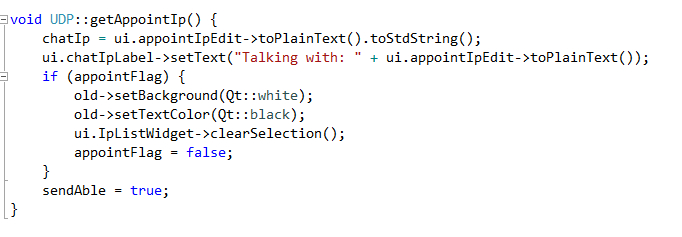 void UDP::getAppointIp() {
    chatIp = ui.appointIpEdit->toPlainText().toStdString();
    ui.chatIpLabel->setText("Talking with: " + ui.appointIpEdit->toPlainText());
    if (appointFlag) {
        old->setBackground(Qt::white);
        old->setTextColor(Qt::black);
        ui.IpListWidget->clearSelection();
        appointFlag = false;
    }
    sendAble = true;
}